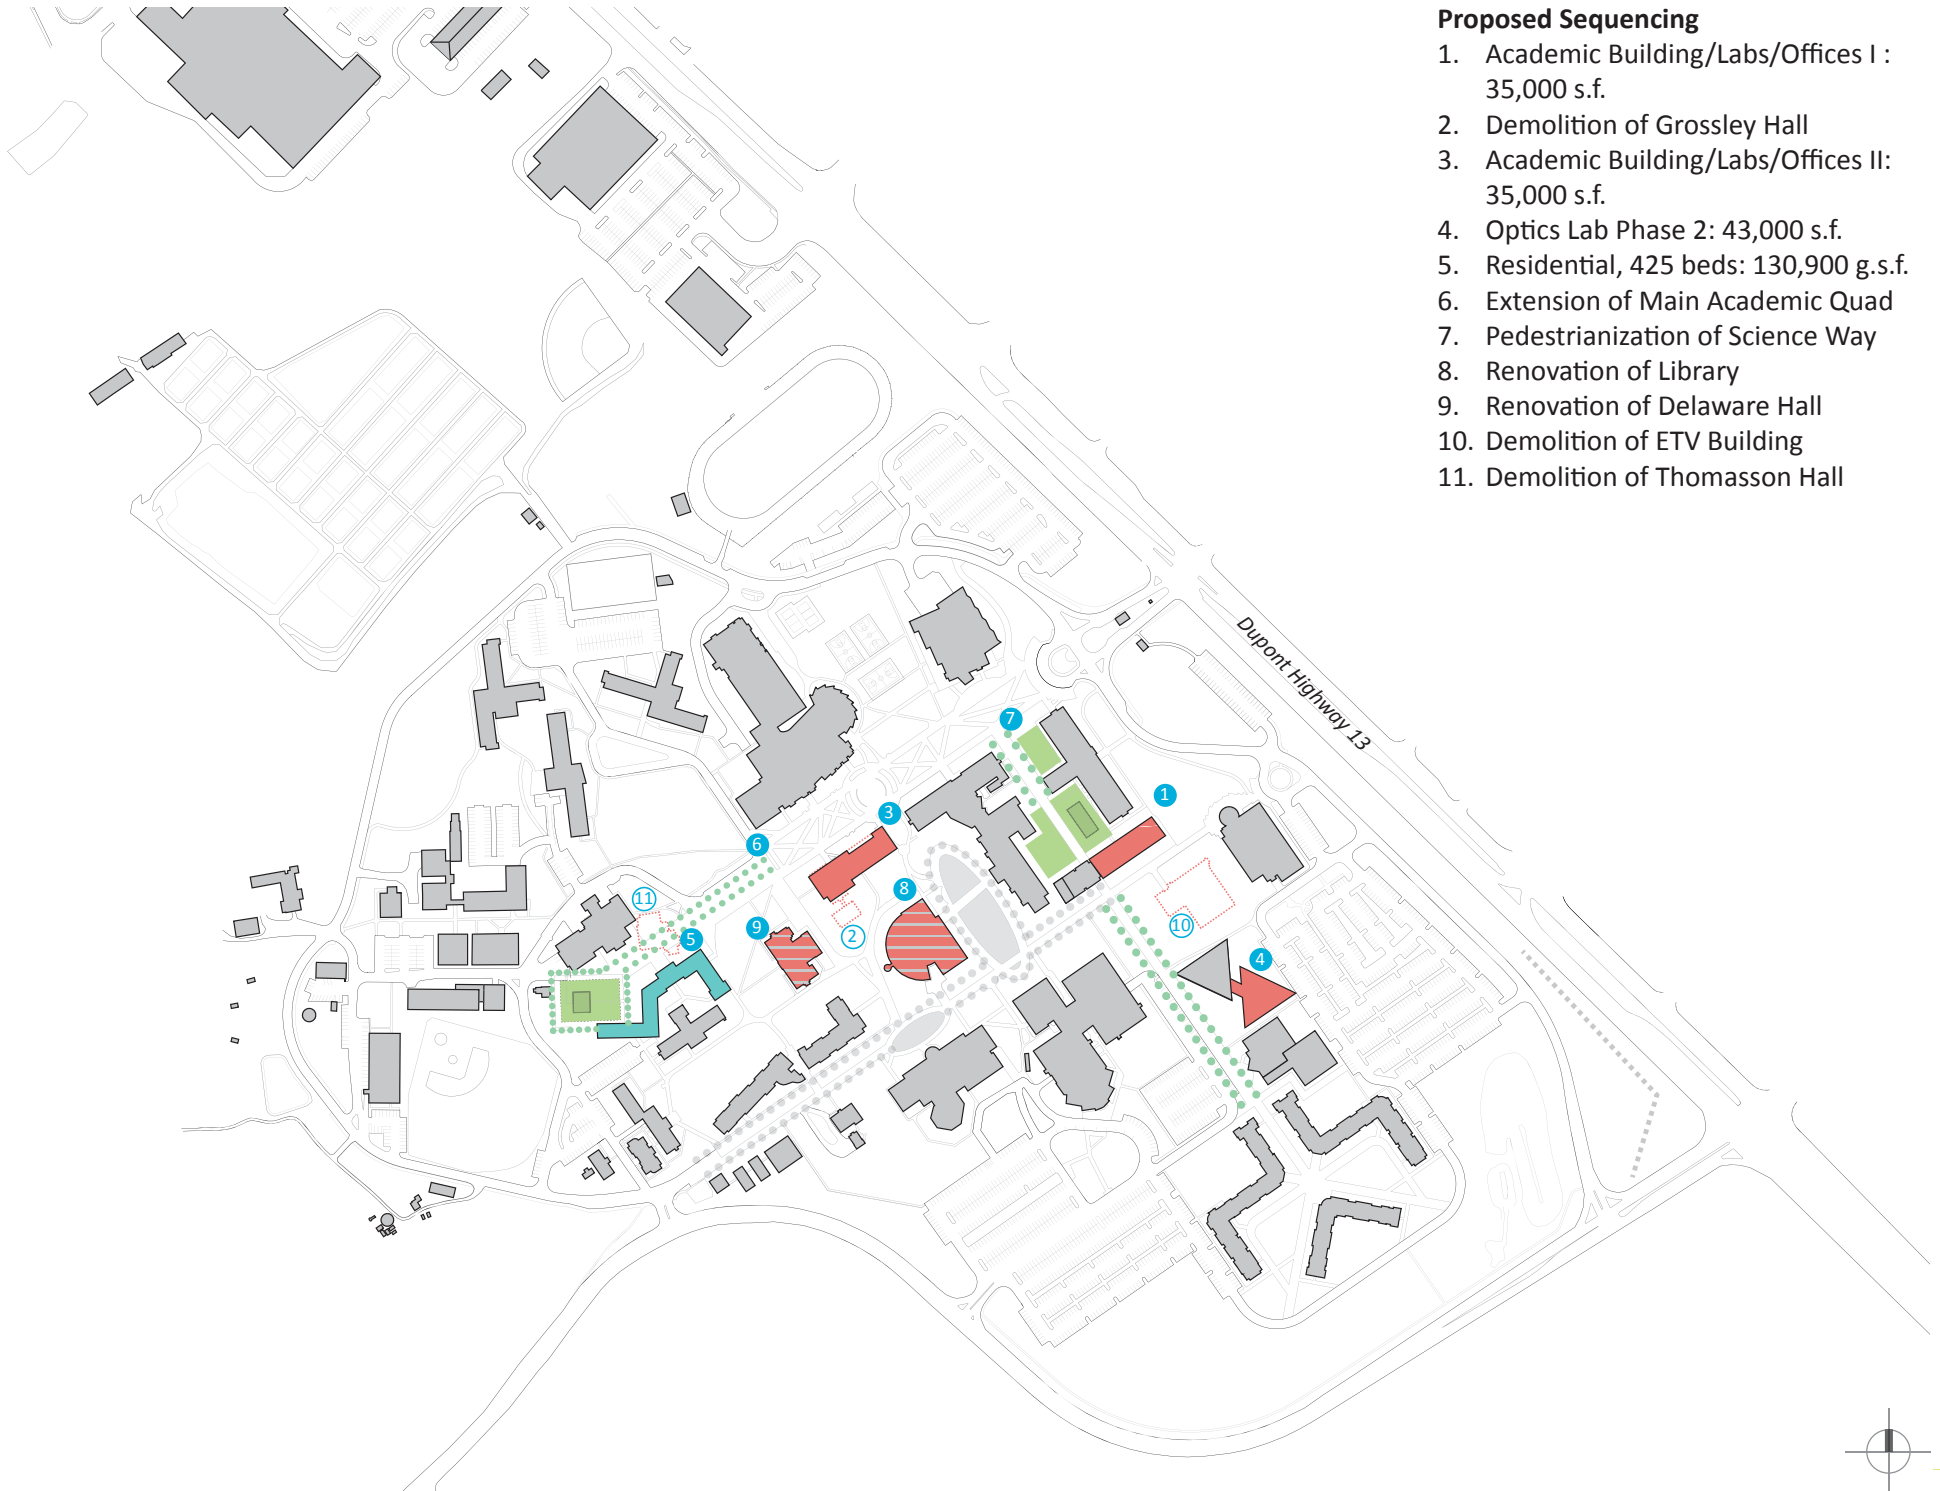 Proposed Sequencing
1. Academic Building/Labs/Offices I :
35,000 s.f.
2. Demolition of Grossley Hall
3. Academic Building/Labs/Offices II:
35,000 s.f.
4. Optics Lab Phase 2: 43,000 s.f.
5. Residential, 425 beds: 130,900 g.s.f.
6. Extension of Main Academic Quad
7. Pedestrianization of Science Way
8. Renovation of Library
9. Renovation of Delaware Hall
10. Demolition of ETV Building
11. Demolition of Thomasson Hall
Dupont Highway 13
7
1
3
6
8
11
9
10
2
5
4